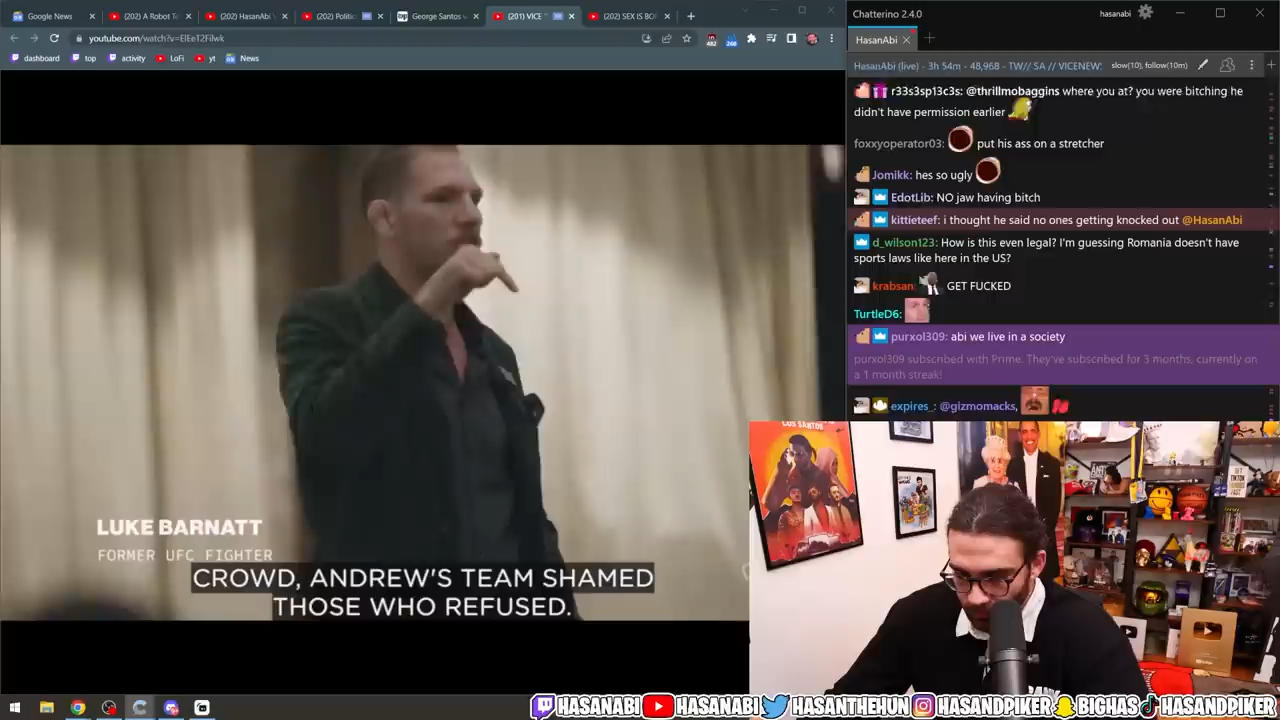 Google News
(202) A Robot T
(202) HasanAbi
(202) Politic
George Santos
(201) VICE
(202) SEX IS BO
youtube.com/watch?v=EIEeT2Filwk
482
268
dashboard
top
activity
LoFi
yt
News
LUKE BARNATT
FORMER UFC FIGHTER
CROWD, ANDREW'S TEAM SHAMED
THOSE WHO REFUSED.
Chatterino 2.4.0
hasanabi
HasanAbi
HasanAbi (live) - 3h 54m - 48,968 - TW// SA // VICENEW:
slow(10), follow(10m)
r33s3sp13c3s: @thrillmobaggins where you at? you were bitching he
didn't have permission earlier
foxxyoperator03: put his ass on a stretcher
Jomikk: hes so ugly
EdotLib: NO jaw having bitch
kittieteef: i thought he said no ones getting knocked out @HasanAbi
d_wilson123: How is this even legal? I'm guessing Romania doesn't have
sports laws like here in the US?
krabsan: GET FUCKED
TurtleD6:
purxol309: abi we live in a society
purxol309 subscribed with Prime. They've subscribed for 3 months, currently on
a 1 month streak!
expires_: @gizmomacks,
LOS SANTOS
HASANABI
HASANABI
HASANTHEHUN
HASANDPIKER
BIGHAS
HASANDPIKER